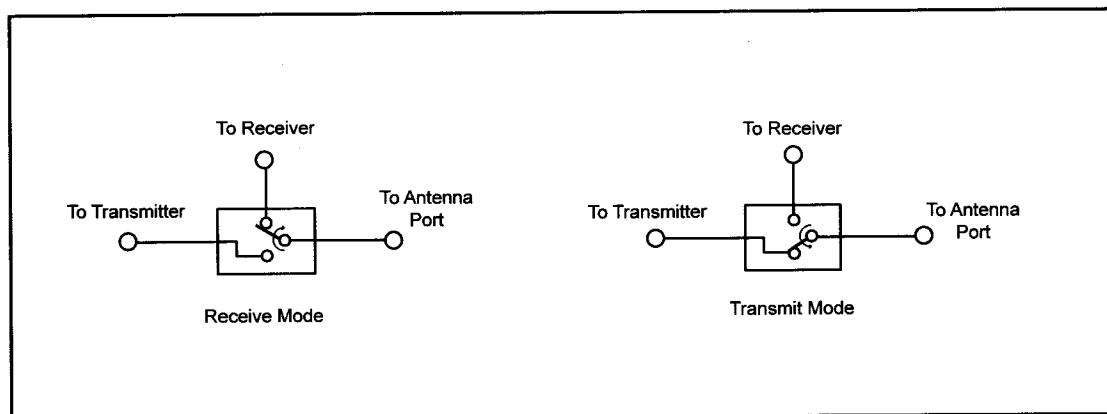 To Receiver
To Transmitter
To Antenna
Port
Receive Mode
To Receiver
To Transmitter
To Antenna
Port
Transmit Mode